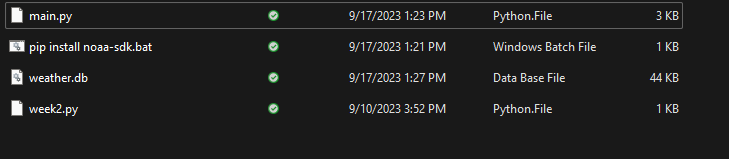 main.py 9/17/2023 1:23 PM Python.File 3 KB
pip install noaa-sdk.bat 9/17/2023 1:21 PM Windows Batch File 1 KB
weather.db 9/17/2023 1:27 PM Data Base File 44 KB
week2.py 9/10/2023 3:52 PM Python.File 1 KB